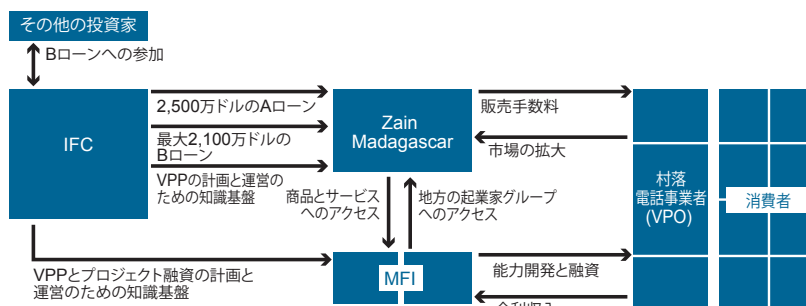 その他の投資家
Bローンへの参加
IFC
2,500万ドルのAローン
最大2,100万ドルの
Bローン
VPPの計画と運営の
ための知識基盤
Zain
Madagascar
販売手数料
市場の拡大
村落
電話事業者
(VPO)
消費者
商品とサービス
へのアクセス
地方の起業家グループ
へのアクセス
VPPとプロジェクト融資の計画と
運営のための知識基盤
MFI
能力開発と融資